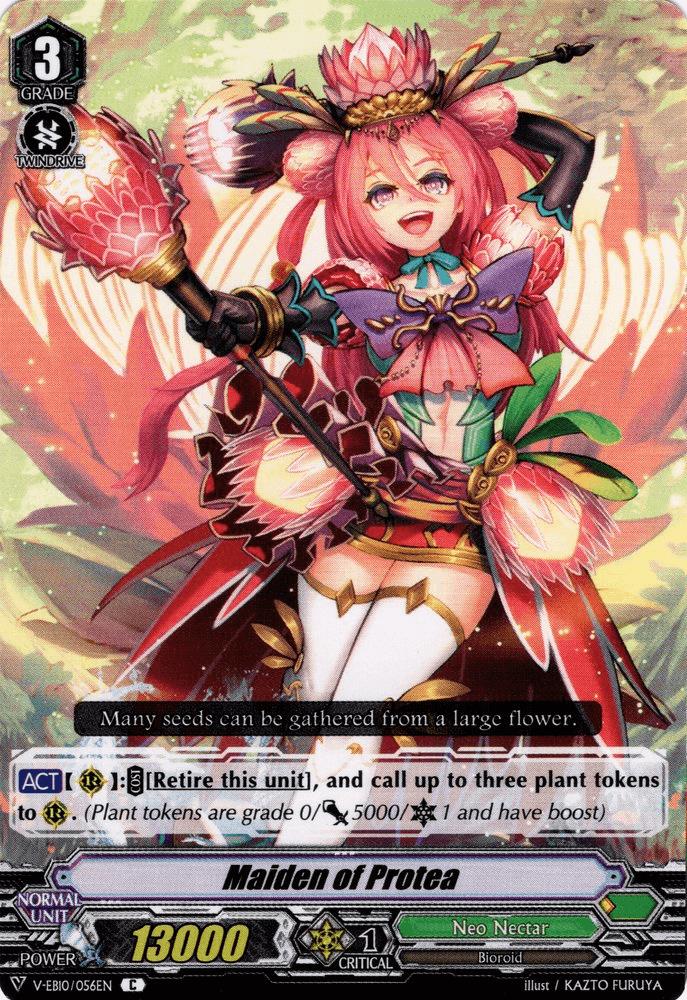 3
GRADE
TWINDRIVE
Many seeds can be gathered from a large flower.
ACT[ R ]:COST[Retire this unit], and call up to three plant tokens
to R . (Plant tokens are grade 0/ 5000/ 1 and have boost)
Maiden of Protea
NORMAL
UNIT
POWER 13000 1 CRITICAL
Neo Nectar
Bioroid
V-EB10/056EN C illust / KAZTO FURUYA